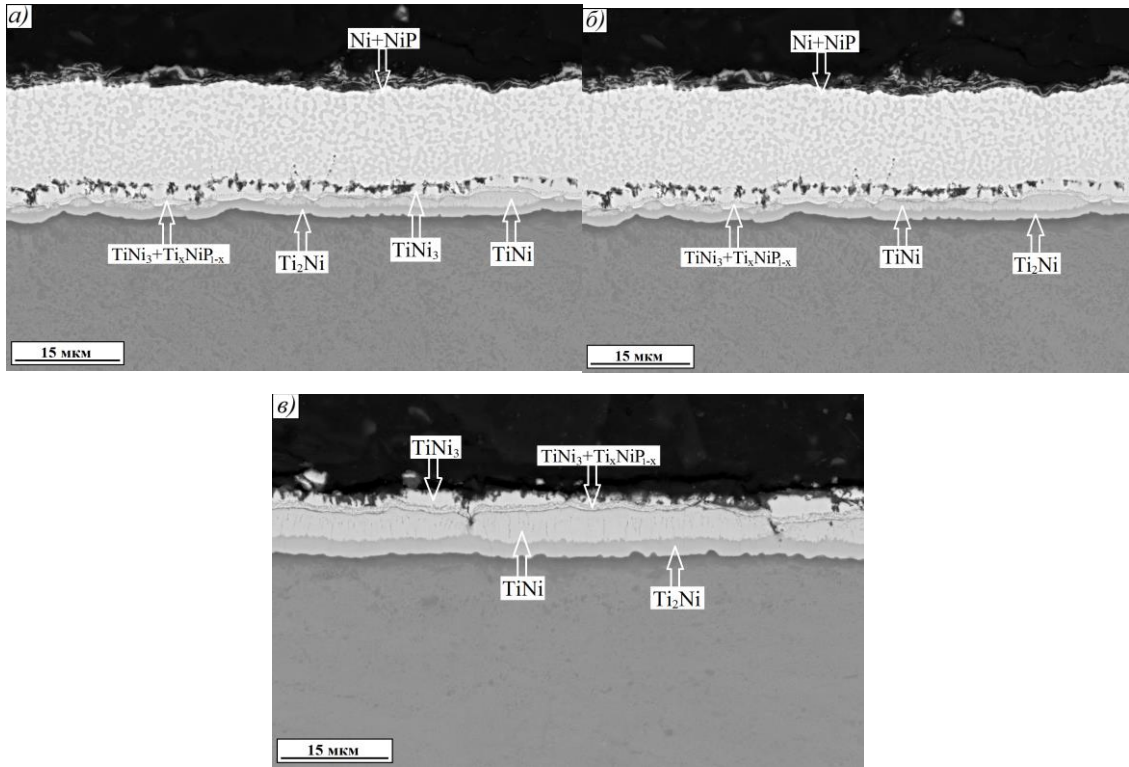 а)
Ni+NiP
TiNi₃+TiₓNiP₁₋ₓ
Ti₂Ni
TiNi₃
TiNi
15 мкм
б)
Ni+NiP
TiNi₃+TiₓNiP₁₋ₓ
TiNi
Ti₂Ni
15 мкм
в)
TiNi₃
TiNi₃+TiₓNiP₁₋ₓ
TiNi
Ti₂Ni
15 мкм